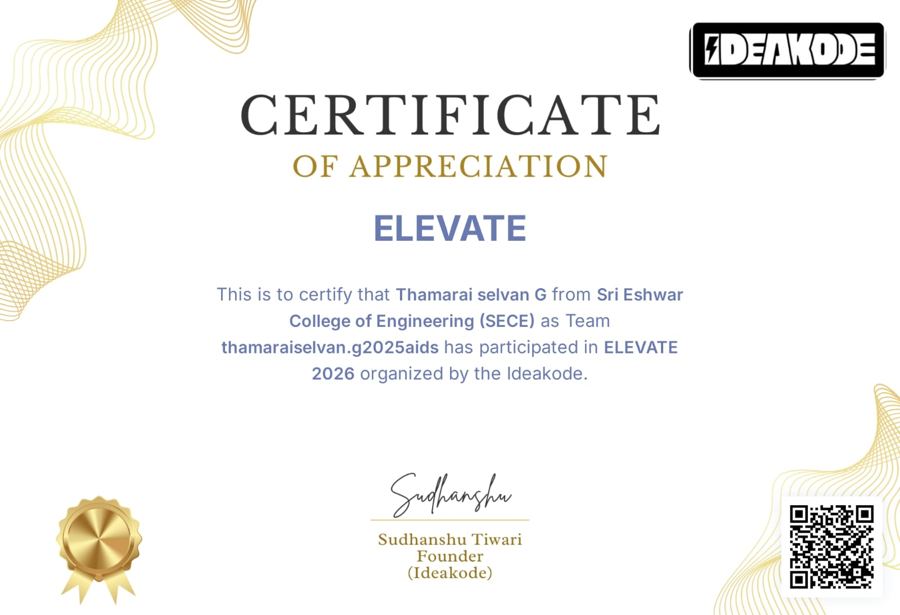 IDEAKODE
CERTIFICATE
OF APPRECIATION
ELEVATE
This is to certify that Thamarai selvan G from Sri Eshwar
College of Engineering (SECE) as Team
thamaraiselvan.g2025aids has participated in ELEVATE
2026 organized by the Ideakode.
Sudhanshu
Sudhanshu Tiwari
Founder
(Ideakode)